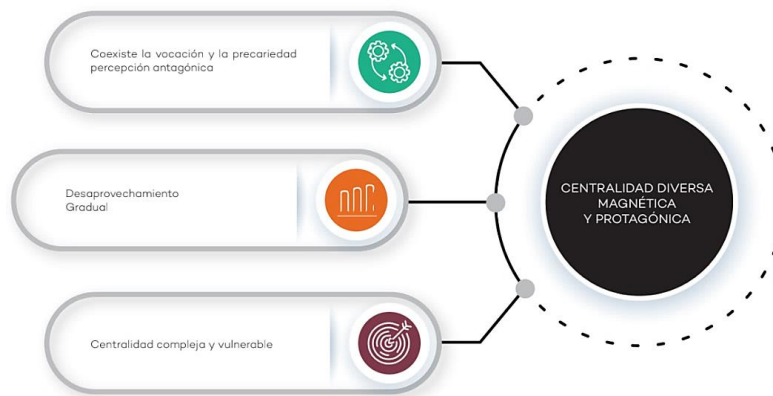 Coexiste la vocación y la precariedad
percepción antagónica
Desaprovechamiento
Gradual
Centralidad compleja y vulnerable
CENTRALIDAD DIVERSA
MAGNÉTICA
Y PROTAGÓNICA